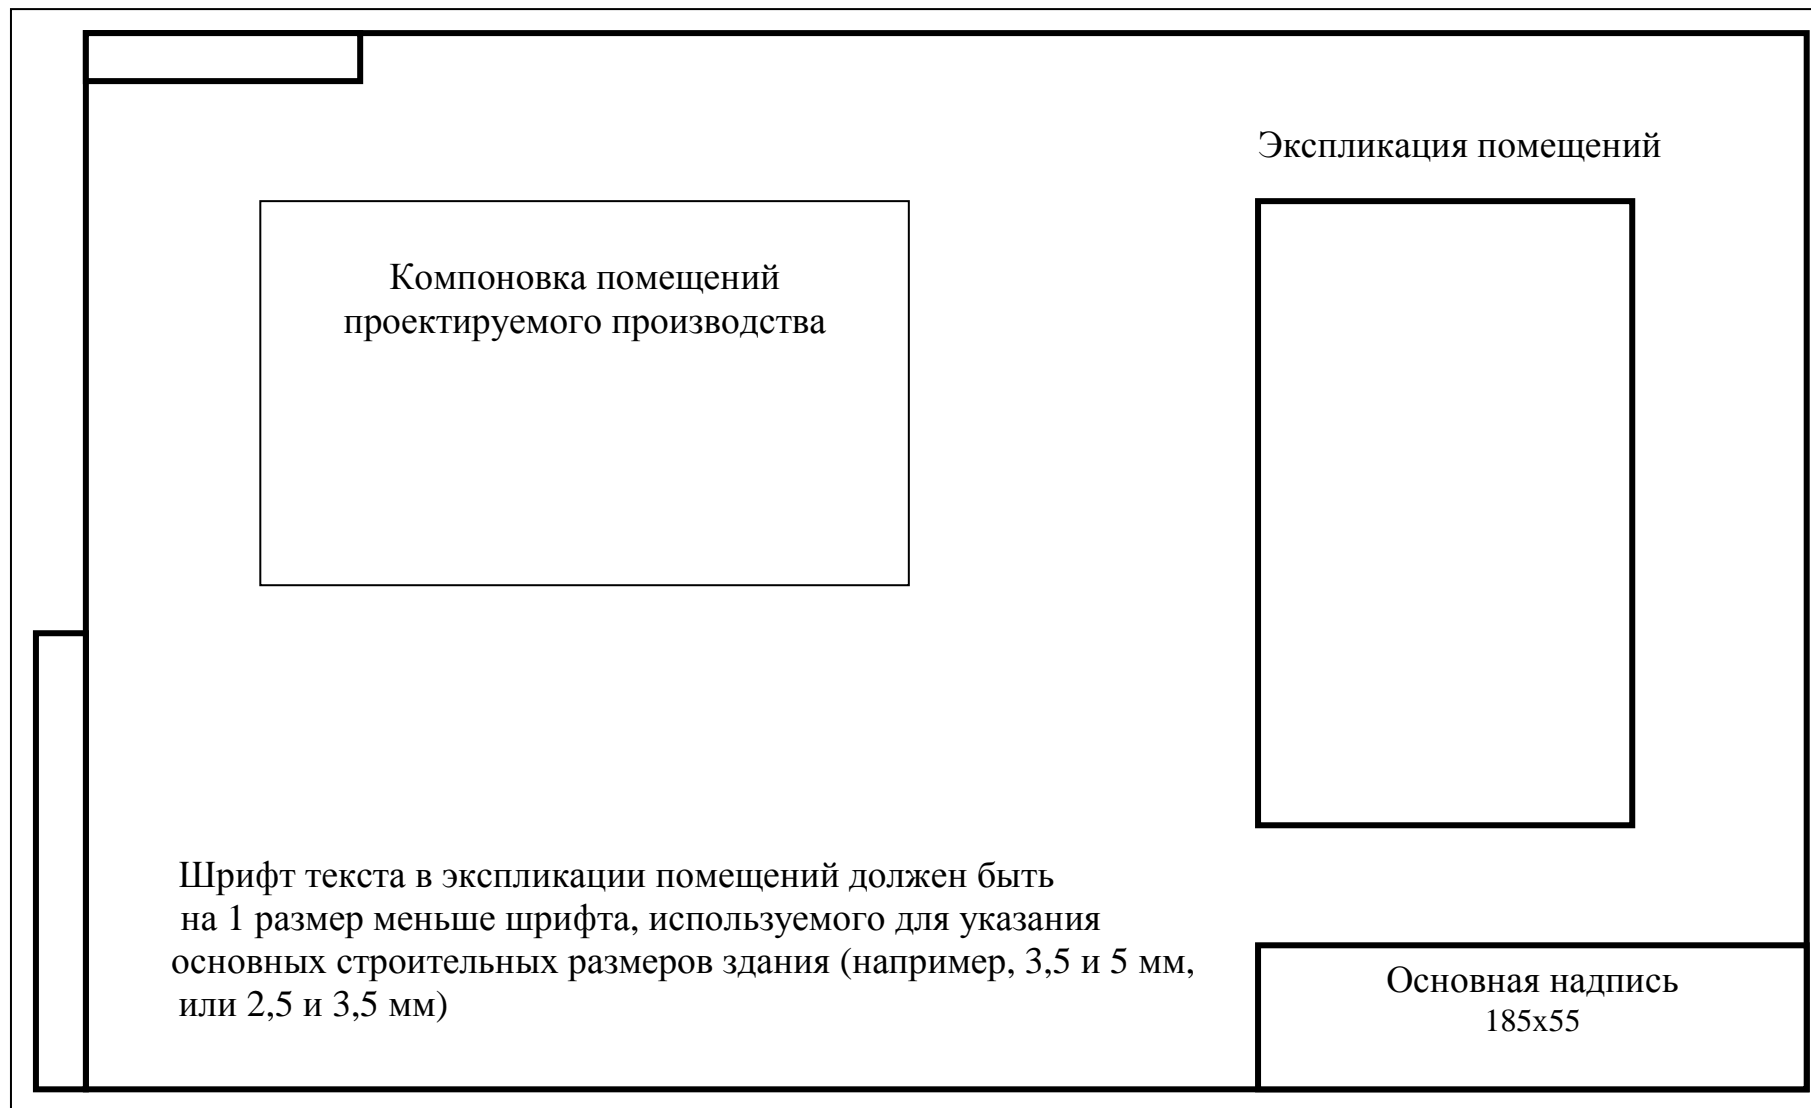 Экспликация помещений
Компоновка помещений
проектируемого производства
Шрифт текста в экспликации помещений должен быть
на 1 размер меньше шрифта, используемого для указания
основных строительных размеров здания (например, 3,5 и 5 мм,
или 2,5 и 3,5 мм)
Основная надпись
185х55